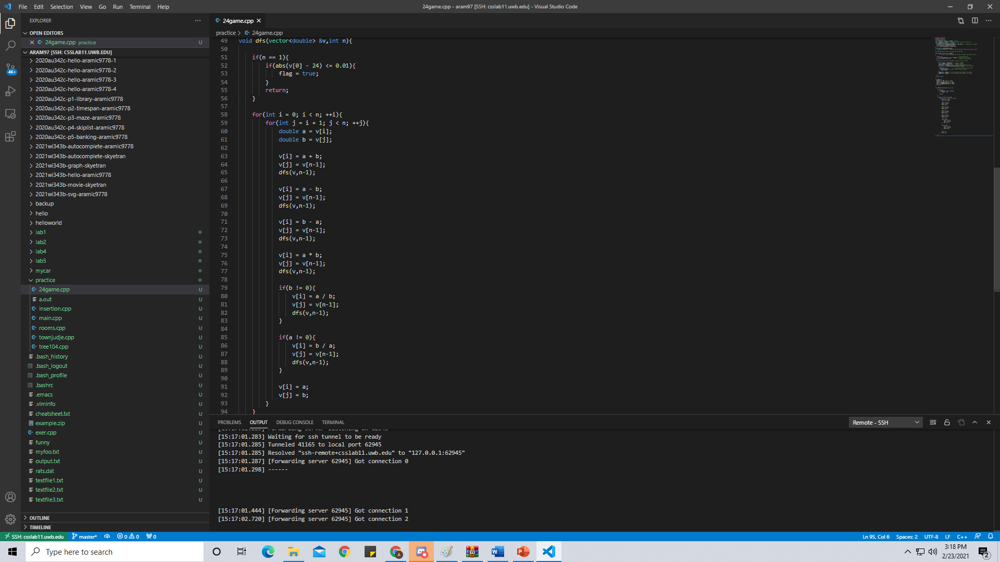 File Edit Selection View Go Run Terminal Help
24game.cpp - aram97 [SSH: csslab11.uwb.edu] - Visual Studio Code
EXPLORER
OPEN EDITORS
24game.cpp practice U
ARAM97 [SSH: CSSLAB11.UWB.EDU]
2020au342c-hello-aramic9778-1
2020au342c-hello-aramic9778-2
2020au342c-hello-aramic9778-3
2020au342c-hello-aramic9778-4
2020au342c-p1-library-aramic9778
2020au342c-p2-timespan-aramic9778
2020au342c-p3-maze-aramic9778
2020au342c-p4-skiplist-aramic9778
2020au342c-p5-banking-aramic9778
2021wi343b-autocomplete-aramic9778
2021wi343b-autocomplete-skyetran
2021wi343b-graph-skyetran
2021wi343b-hello-aramic9778
2021wi343b-movie-skyetran
2021wi343b-svg-aramic9778
backup
hello
helloworld
lab1
lab2
lab4
lab5
mycar
practice
24game.cpp U
a.out U
insertion.cpp U
main.cpp U
rooms.cpp U
townjudje.cpp U
tree104.cpp U
.bash_history U
.bash_logout U
.bash_profile U
.bashrc U
.emacs U
.viminfo U
cheatsheet.txt U
example.zip U
exer.cpp U
funny U
myfoo.txt U
output.txt U
rats.dat U
textfile1.txt U
textfile2.txt U
textfile3.txt U
OUTLINE
TIMELINE
4K+
24game.cpp
practice > 24game.cpp
49 void dfs(vector<double> &v,int n){
50
51 if(n == 1){
52 if(abs(v[0] - 24) <= 0.01){
53 flag = true;
54 }
55 return;
56 }
57
58 for(int i = 0; i < n; ++i){
59 for(int j = i + 1; j < n; ++j){
60 double a = v[i];
61 double b = v[j];
62
63 v[i] = a + b;
64 v[j] = v[n-1];
65 dfs(v,n-1);
66
67 v[i] = a - b;
68 v[j] = v[n-1];
69 dfs(v,n-1);
70
71 v[i] = b - a;
72 v[j] = v[n-1];
73 dfs(v,n-1);
74
75 v[i] = a * b;
76 v[j] = v[n-1];
77 dfs(v,n-1);
78
79 if(b != 0){
80 v[i] = a / b;
81 v[j] = v[n-1];
82 dfs(v,n-1);
83 }
84
85 if(a != 0){
86 v[i] = b / a;
87 v[j] = v[n-1];
88 dfs(v,n-1);
89 }
90
91 v[i] = a;
92 v[j] = b;
93 }
94 }
PROBLEMS OUTPUT DEBUG CONSOLE TERMINAL
Remote - SSH
[15:17:01.283] Waiting for ssh tunnel to be ready
[15:17:01.285] Tunneled 41165 to local port 62945
[15:17:01.285] Resolved "ssh-remote+csslab11.uwb.edu" to "127.0.0.1:62945"
[15:17:01.287] [Forwarding server 62945] Got connection 0
[15:17:01.298] ------
[15:17:01.444] [Forwarding server 62945] Got connection 1
[15:17:02.720] [Forwarding server 62945] Got connection 2
SSH: csslab11.uwb.edu master* 0 0 0
Ln 95, Col 6 Spaces: 2 UTF-8 LF C++
Type here to search
3:18 PM
2/23/2021
2